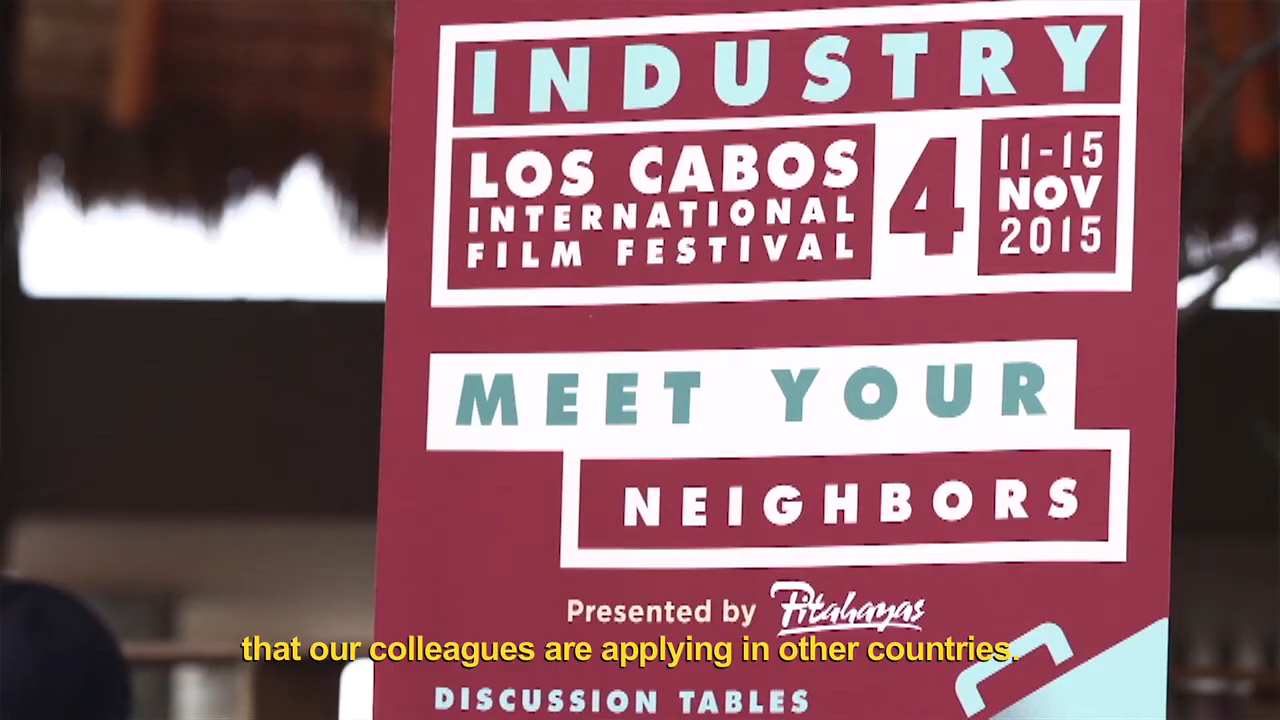 INDUSTRY
LOS CABOS
INTERNATIONAL
FILM FESTIVAL
4
11-15
NOV
2015
MEET YOUR
NEIGHBORS
Presented by Pitahayas
that our colleagues are applying in other countries.
DISCUSSION TABLES